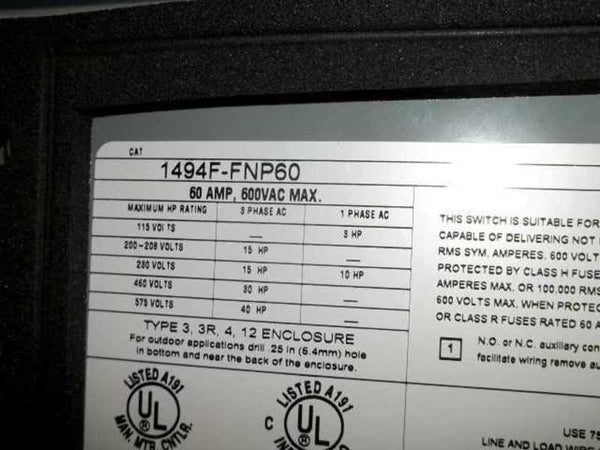 CAT
1494F-FNP60
60 AMP, 600VAC MAX.
MAXIMUM HP RATING 3 PHASE AC 1 PHASE AC
115 VOLTS — 3 HP
200-208 VOLTS 15 HP —
230 VOLTS 15 HP 10 HP
460 VOLTS 30 HP —
575 VOLTS 40 HP —
TYPE 3, 3R, 4, 12 ENCLOSURE
For outdoor applications drill .25 in (6.4mm) hole
in bottom and near the back of the enclosure.
LISTED A191
UL
®
MAN. MTR. CNTLR.
LISTED A191
C UL
®
THIS SWITCH IS SUITABLE FOR
CAPABLE OF DELIVERING NOT
RMS SYM. AMPERES, 600 VOLT
PROTECTED BY CLASS H FUSE
AMPERES MAX, OR 100,000 RMS
600 VOLTS MAX. WHEN PROTEC
OR CLASS R FUSES RATED 60 A
1 N.O. or N.C. auxiliary con
facilitate wiring remove au
USE 75
LINE AND LOAD WIRE